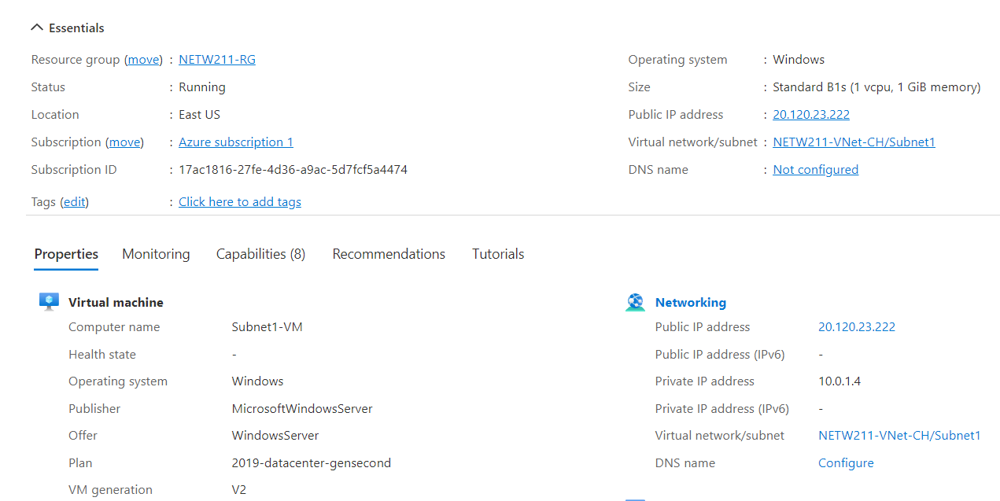 Essentials
Resource group (move) : NETW211-RG
Status : Running
Location : East US
Subscription (move) : Azure subscription 1
Subscription ID : 17ac1816-27fe-4d36-a9ac-5d7fcf5a4474
Tags (edit) : Click here to add tags
Operating system : Windows
Size : Standard B1s (1 vcpu, 1 GiB memory)
Public IP address : 20.120.23.222
Virtual network/subnet : NETW211-VNet-CH/Subnet1
DNS name : Not configured
Properties Monitoring Capabilities (8) Recommendations Tutorials
Virtual machine
Computer name Subnet1-VM
Health state -
Operating system Windows
Publisher MicrosoftWindowsServer
Offer WindowsServer
Plan 2019-datacenter-gensecond
VM generation V2
Networking
Public IP address 20.120.23.222
Public IP address (IPv6) -
Private IP address 10.0.1.4
Private IP address (IPv6) -
Virtual network/subnet NETW211-VNet-CH/Subnet1
DNS name Configure